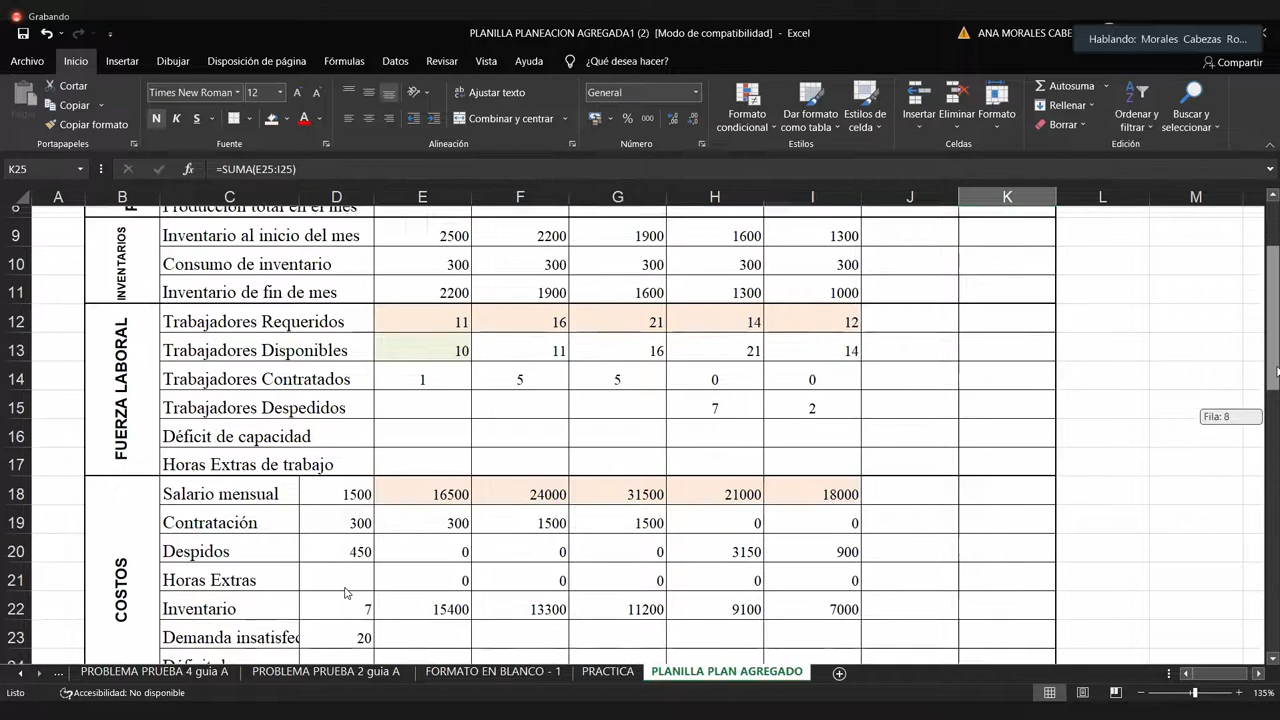 Grabando
PLANILLA PLANEACION AGREGADA1 (2) [Modo de compatibilidad] - Excel
ANA MORALES CABE
Hablando: Morales Cabezas Ro...
Archivo Inicio Insertar Dibujar Disposición de página Fórmulas Datos Revisar Vista Ayuda ¿Qué desea hacer? Compartir
Cortar
Copiar
Copiar formato
Portapapeles
Times New Roman 12
N K S
Fuente
Ajustar texto
Combinar y centrar
Alineación
General
% 000
Número
Formato condicional
Dar formato como tabla
Estilos de celda
Estilos
Insertar Eliminar Formato
Celdas
Autosuma
Rellenar
Borrar
Ordenar y filtrar
Buscar y seleccionar
Edición
K25 fx =SUMA(E25:I25)
A B C D E F G H I J K L M
8 Producción total en el mes
INVENTARIOS
9 Inventario al inicio del mes 2500 2200 1900 1600 1300
10 Consumo de inventario 300 300 300 300 300
11 Inventario de fin de mes 2200 1900 1600 1300 1000
FUERZA LABORAL
12 Trabajadores Requeridos 11 16 21 14 12
13 Trabajadores Disponibles 10 11 16 21 14
14 Trabajadores Contratados 1 5 5 0 0
15 Trabajadores Despedidos 7 2
Fila: 8
16 Déficit de capacidad
17 Horas Extras de trabajo
COSTOS
18 Salario mensual 1500 16500 24000 31500 21000 18000
19 Contratación 300 300 1500 1500 0 0
20 Despidos 450 0 0 0 3150 900
21 Horas Extras 0 0 0 0 0
22 Inventario 7 15400 13300 11200 9100 7000
23 Demanda insatisfec 20
... PROBLEMA PRUEBA 4 guia A PROBLEMA PRUEBA 2 guia A FORMATO EN BLANCO - 1 PRACTICA PLANILLA PLAN AGREGADO
Listo Accesibilidad: No disponible 135%